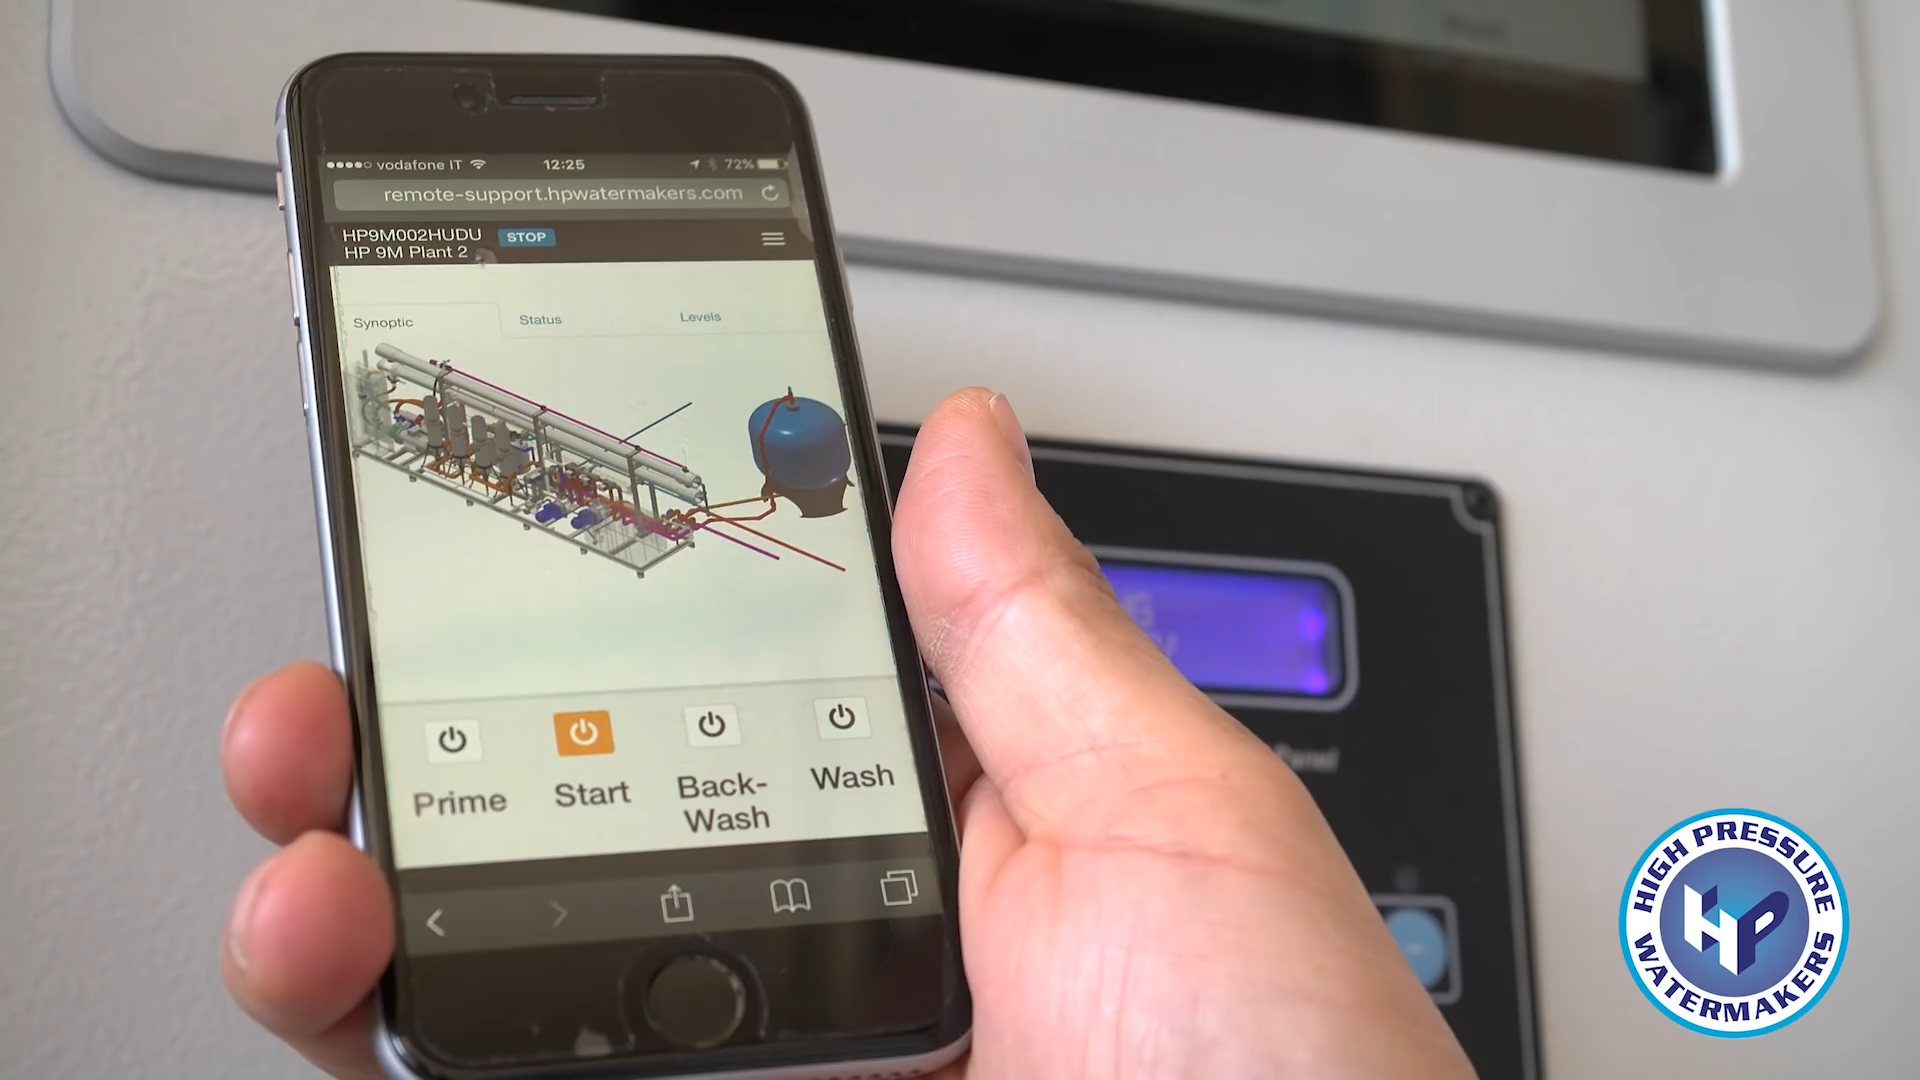 vodafone IT
12:25
72%
remote-support.hpwatermakers.com
HP9M002HUDU
STOP
HP 9M Plant 2
Synoptic
Status
Levels
Prime
Start
Back-
Wash
Wash
HIGH PRESSURE
HP
WATERMAKERS